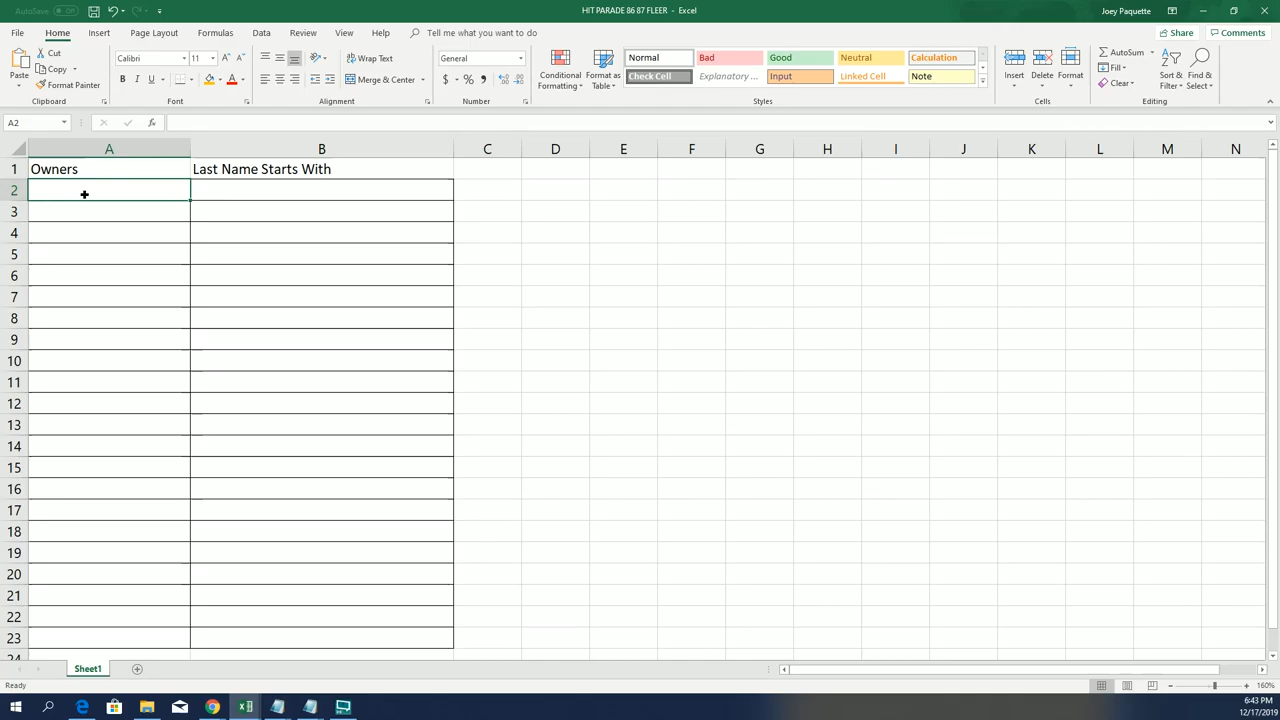 AutoSave Off HIT PARADE 86 87 FLEER - Excel Joey Paquette
File Home Insert Page Layout Formulas Data Review View Help Tell me what you want to do Share Comments
Paste Cut Copy Format Painter
Calibri 11
B I U A A A
Wrap Text
Merge & Center
General
$ % ,
Conditional Formatting Format as Table
Normal Bad Good Neutral Calculation
Check Cell Explanatory ... Input Linked Cell Note
Insert Delete Format
AutoSum
Fill
Clear
Sort & Filter Find & Select
Clipboard Font Alignment Number Styles Cells Editing
A2 fx
A B C D E F G H I J K L M N
1 Owners Last Name Starts With
2
3
4
5
6
7
8
9
10
11
12
13
14
15
16
17
18
19
20
21
22
23
24
Sheet1
Ready 160%
6:43 PM
12/17/2019